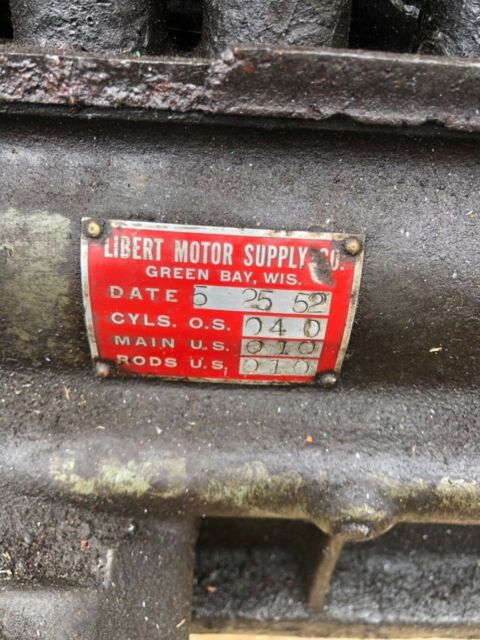 LIBERT MOTOR SUPPLY CO.
GREEN BAY, WIS.
DATE 5 25 52
CYLS. O.S. 040
MAIN U.S. 010
RODS U.S. 010